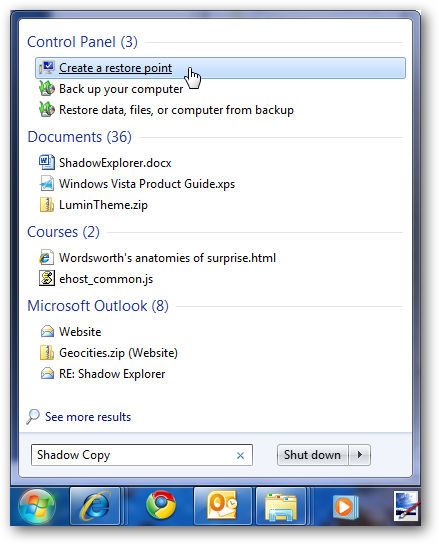 Control Panel (3)
Create a restore point
Back up your computer
Restore data, files, or computer from backup
Documents (36)
ShadowExplorer.docx
Windows Vista Product Guide.xps
LuminTheme.zip
Courses (2)
Wordsworth's anatomies of surprise.html
ehost_common.js
Microsoft Outlook (8)
Website
Geocities.zip (Website)
RE: Shadow Explorer
See more results
Shadow Copy
Shut down